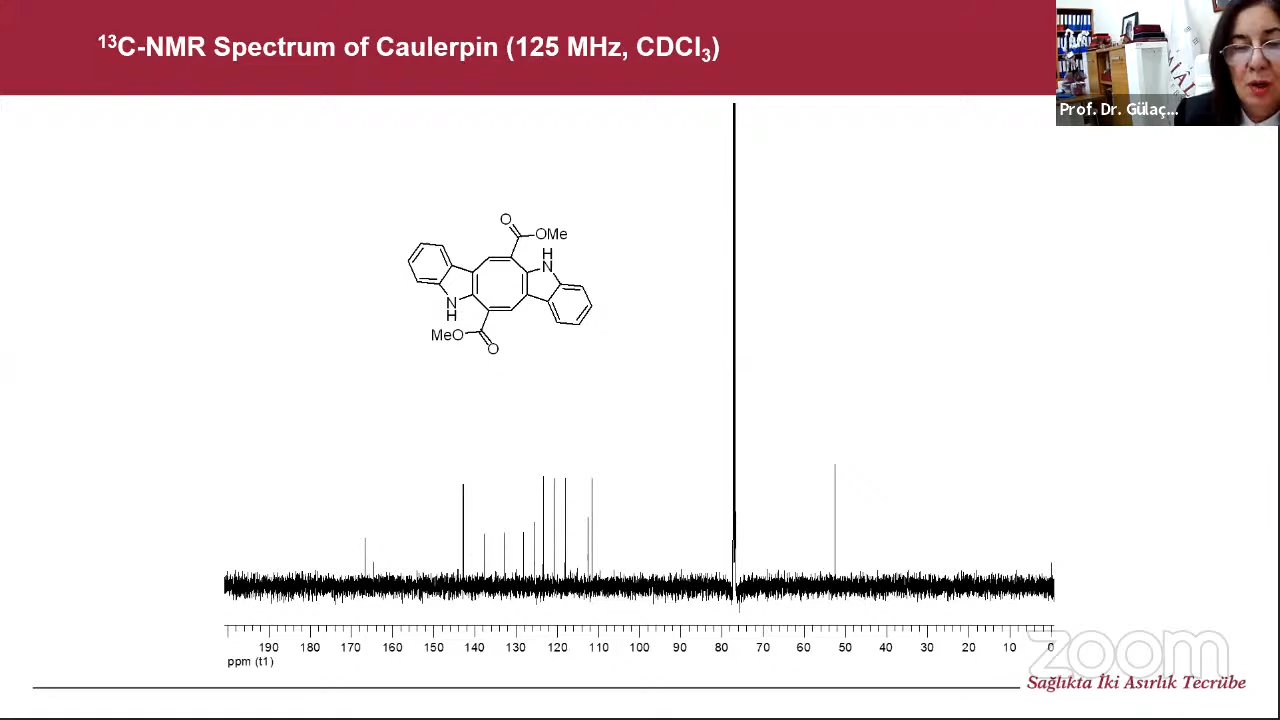 ¹³C-NMR Spectrum of Caulerpin (125 MHz, CDCl₃)
Prof. Dr. Gülaç...
O
OMe
H
N
N
H
MeO
O
190 180 170 160 150 140 130 120 110 100 90 80 70 60 50 40 30 20 10 0
ppm (t1)
zoom
Sağlıkta İki Asırlık Tecrübe